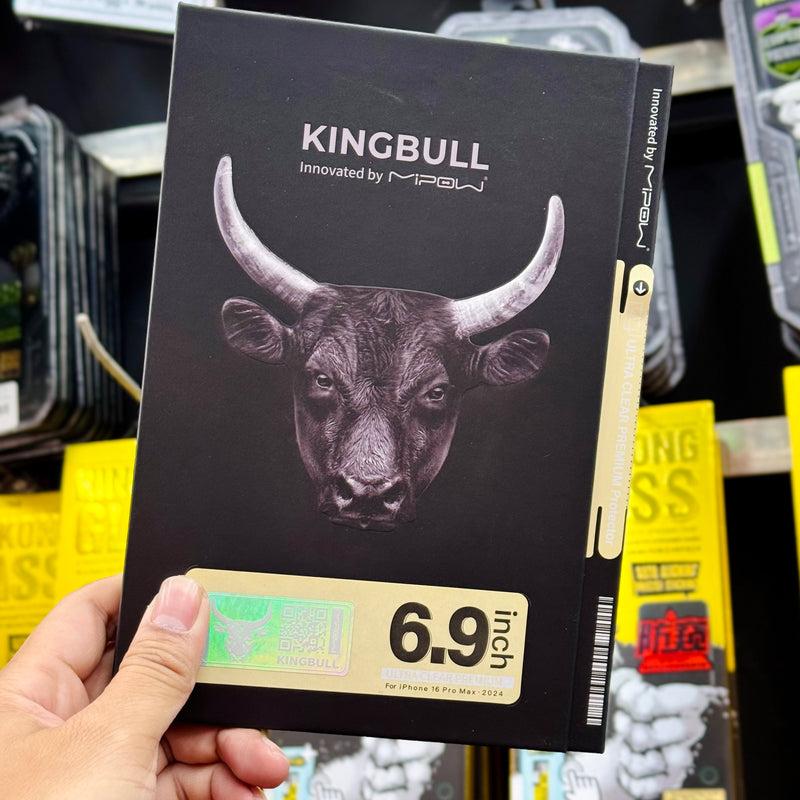 KINGBULL
Innovated by MIPOW
Innovated by MIPOW
ULTRA CLEAR PREMIUM Protector
KINGBULL
6.9 inch
ULTRA CLEAR PREMIUM
For iPhone 16 Pro Max · 2024
KONG